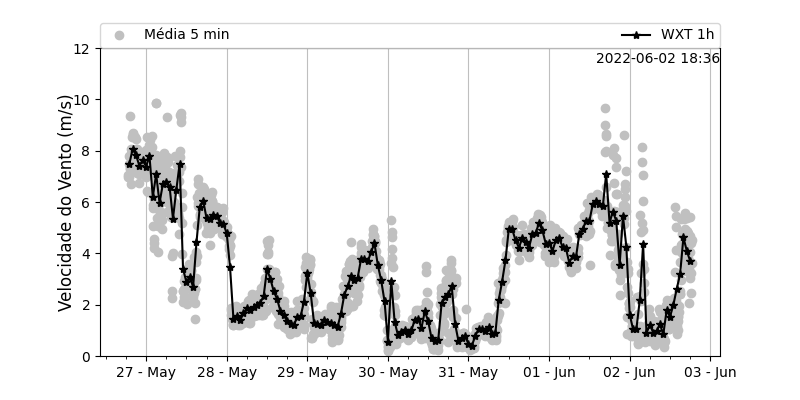 Média 5 min
WXT 1h
2022-06-02 18:36
Velocidade do Vento (m/s)
12
10
8
6
4
2
0
27 - May 28 - May 29 - May 30 - May 31 - May 01 - Jun 02 - Jun 03 - Jun